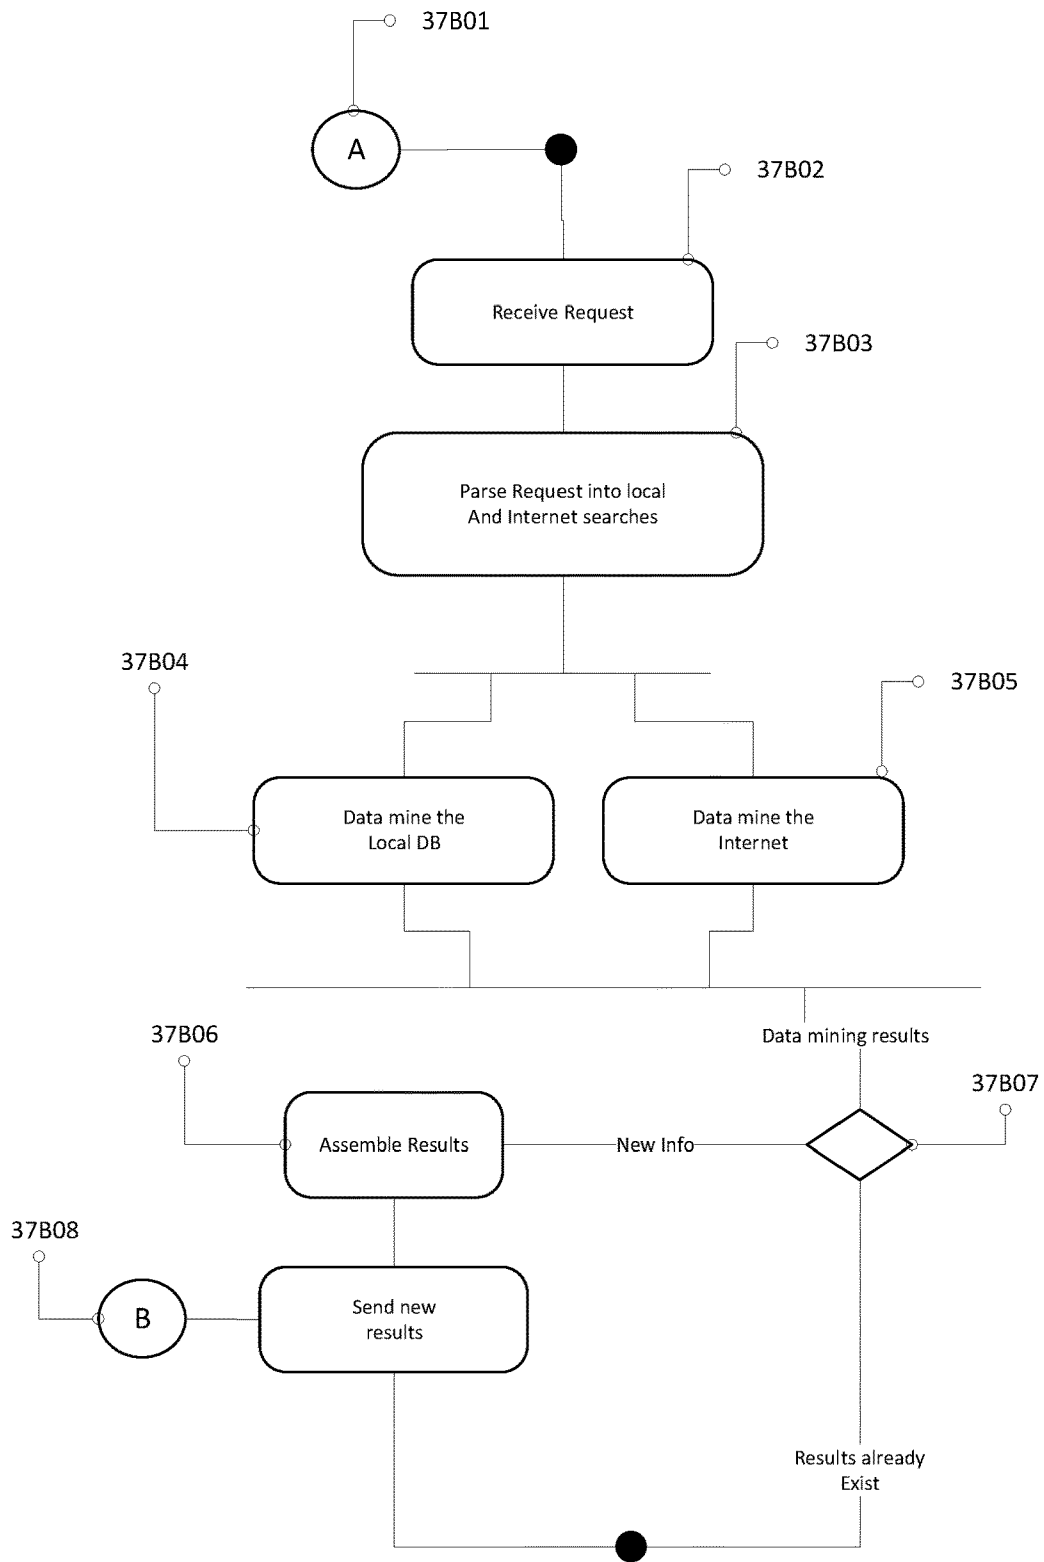 37B01
A
37B02
Receive Request
37B03
Parse Request into local
And Internet searches
37B04
37B05
Data mine the
Local DB
Data mine the
Internet
Data mining results
37B06
37B07
Assemble Results
New Info
37B08
B
Send new
results
Results already
Exist